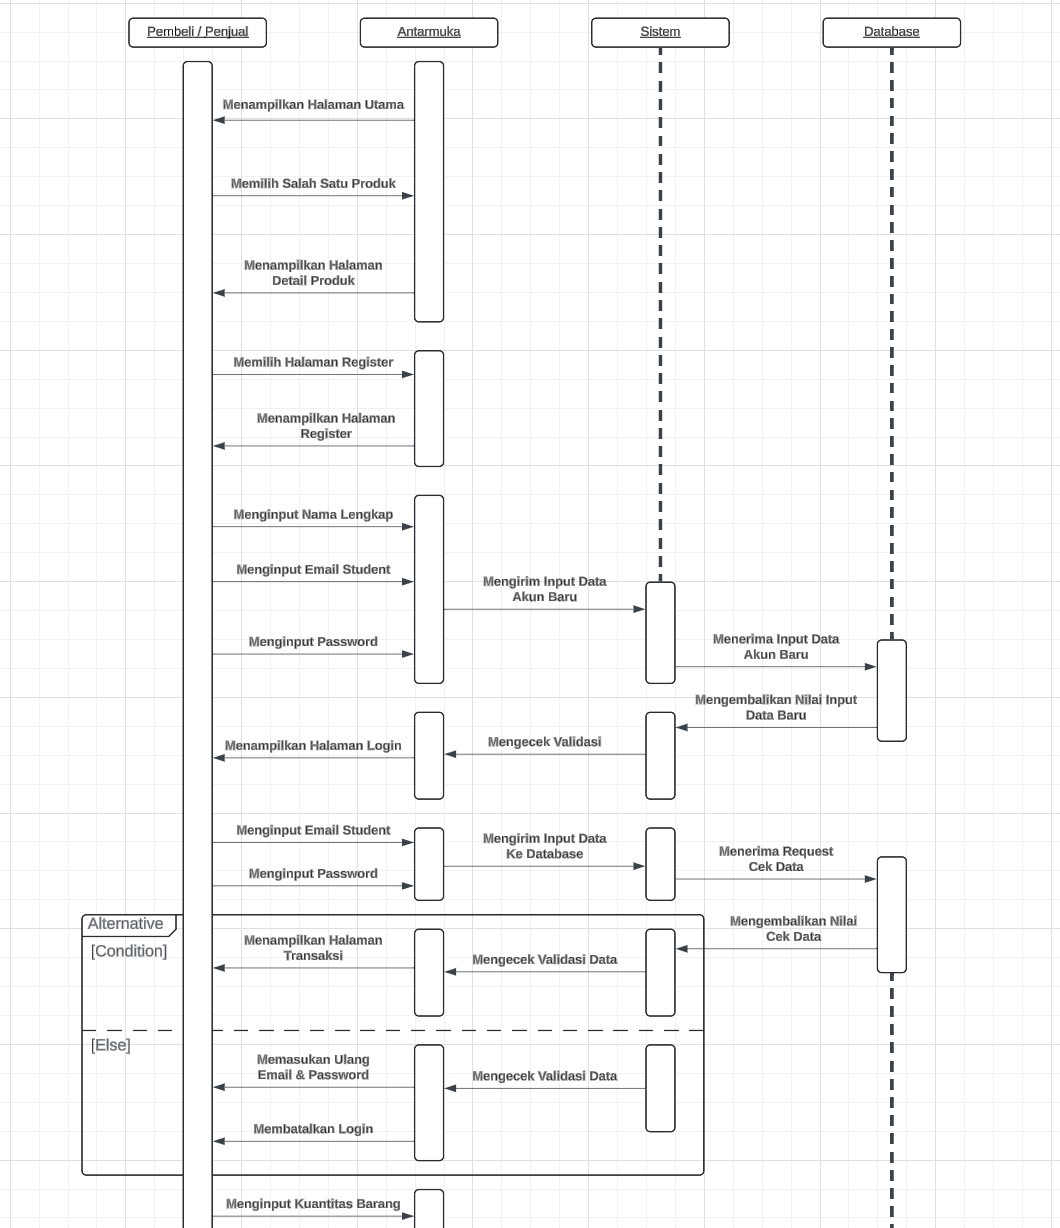 Pembeli / Penjual
Antarmuka
Sistem
Database
Menampilkan Halaman Utama
Memilih Salah Satu Produk
Menampilkan Halaman
Detail Produk
Memilih Halaman Register
Menampilkan Halaman
Register
Menginput Nama Lengkap
Menginput Email Student
Mengirim Input Data
Akun Baru
Menginput Password
Menerima Input Data
Akun Baru
Mengembalikan Nilai Input
Data Baru
Mengecek Validasi
Menampilkan Halaman Login
Menginput Email Student
Mengirim Input Data
Ke Database
Menerima Request
Cek Data
Menginput Password
Alternative
[Condition]
Mengembalikan Nilai
Cek Data
Menampilkan Halaman
Transaksi
Mengecek Validasi Data
[Else]
Memasukan Ulang
Email & Password
Mengecek Validasi Data
Membatalkan Login
Menginput Kuantitas Barang